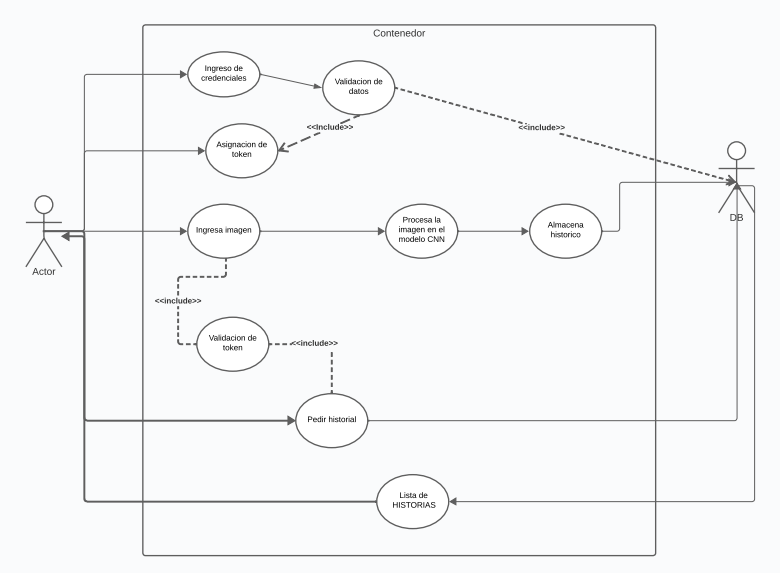 Contenedor
Ingreso de
credenciales
Validacion de
datos
<<Include>>
<<include>>
Asignacion de
token
DB
Actor
Ingresa imagen
Procesa la
imagen en el
modelo CNN
Almacena
historico
<<include>>
Validacion de
token
<<include>>
Pedir historial
Lista de
HISTORIAS